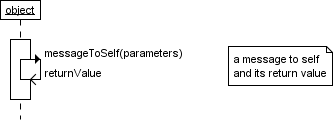 object
messageToSelf(parameters)
returnValue
a message to self
and its return value